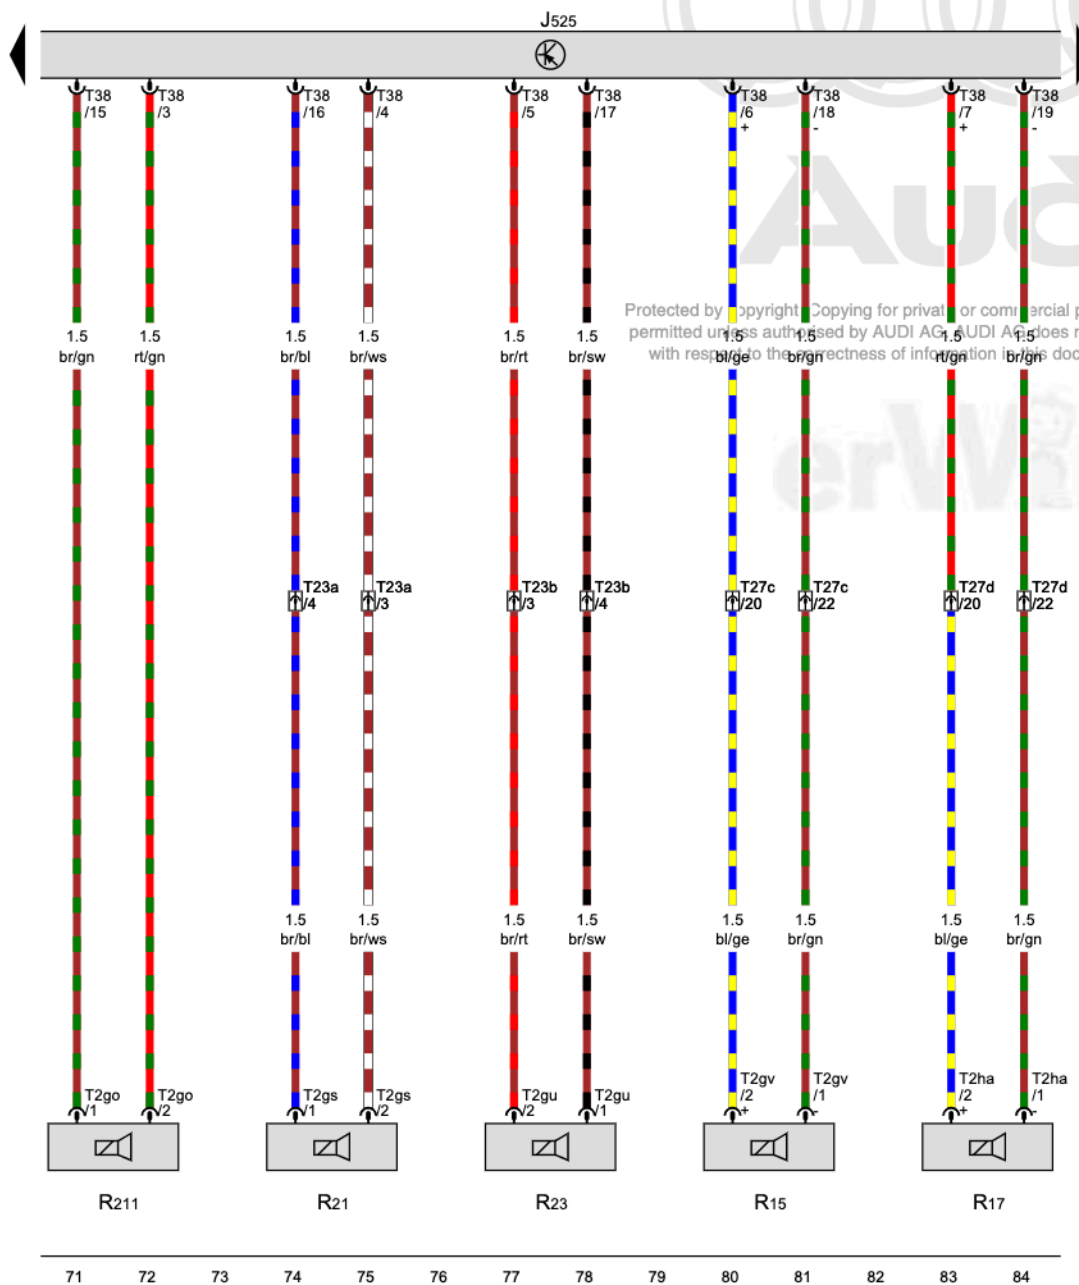 J525
T38 T38 T38 T38 T38 T38 T38 T38 T38 T38
/15 /3 /16 /4 /5 /17 /6 /18 /7 /19
+ - + -
Audi
Protected by copyright. Copying for private or commercial
permitted unless authorised by AUDI AG. AUDI AG does
with respect to the correctness of information in this
1.5 1.5 1.5 1.5 1.5 1.5 1.5 1.5 1.5 1.5
br/gn rt/gn br/bl br/ws br/rt br/sw bl/ge br/gn rt/gn br/gn
erWi
T23a T23a T23b T23b T27c T27c T27d T27d
/4 /3 /3 /4 /20 /22 /20 /22
1.5 1.5 1.5 1.5 1.5 1.5 1.5 1.5
br/bl br/ws br/rt br/sw bl/ge br/gn bl/ge br/gn
T2go T2go T2gs T2gs T2gu T2gu T2gv T2gv T2ha T2ha
/1 /2 /1 /2 /2 /1 /2 /1 /2 /1
+ - + -
R211 R21 R23 R15 R17
71 72 73 74 75 76 77 78 79 80 81 82 83 84